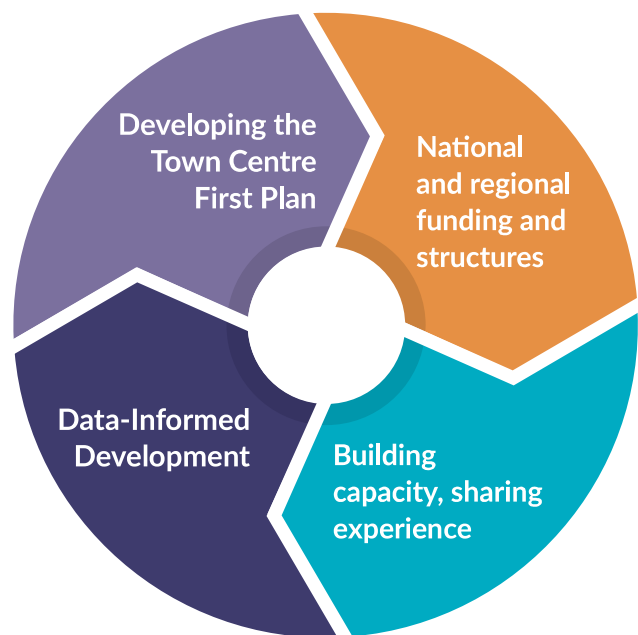 Developing the
Town Centre
First Plan
National
and regional
funding and
structures
Building
capacity, sharing
experience
Data-Informed
Development